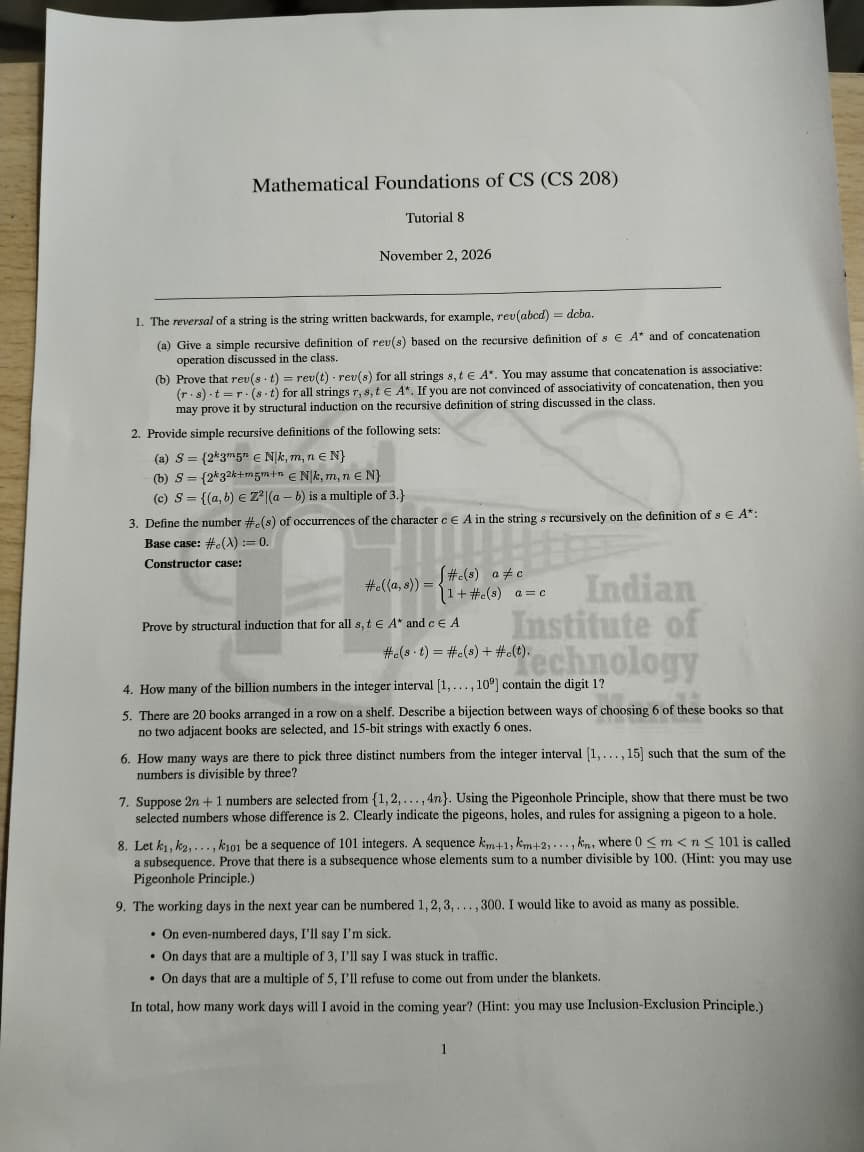 Mathematical Foundations of CS (CS 208)
Tutorial 8
November 2, 2026
1. The reversal of a string is the string written backwards, for example, rev(abcd) = dcba.
(a) Give a simple recursive definition of rev(s) based on the recursive definition of s ∈ A* and of concatenation
operation discussed in the class.
(b) Prove that rev(s · t) = rev(t) · rev(s) for all strings s, t ∈ A*. You may assume that concatenation is associative:
(r · s) · t = r · (s · t) for all strings r, s, t ∈ A*. If you are not convinced of associativity of concatenation, then you
may prove it by structural induction on the recursive definition of string discussed in the class.
2. Provide simple recursive definitions of the following sets:
(a) S = {2^k3^m5^n ∈ N|k, m, n ∈ N}
(b) S = {2^k3^{2k+m}5^{m+n} ∈ N|k, m, n ∈ N}
(c) S = {(a, b) ∈ Z²|(a − b) is a multiple of 3.}
3. Define the number #c(s) of occurrences of the character c ∈ A in the string s recursively on the definition of s ∈ A*:
Base case: #c(λ) := 0.
Constructor case:
#c(⟨a, s⟩) = { #c(s) a ≠ c
1 + #c(s) a = c
Prove by structural induction that for all s, t ∈ A* and c ∈ A
#c(s · t) = #c(s) + #c(t).
Indian
Institute of
Technology
Mandi
4. How many of the billion numbers in the integer interval [1, . . . , 10⁹] contain the digit 1?
5. There are 20 books arranged in a row on a shelf. Describe a bijection between ways of choosing 6 of these books so that
no two adjacent books are selected, and 15-bit strings with exactly 6 ones.
6. How many ways are there to pick three distinct numbers from the integer interval [1, . . . , 15] such that the sum of the
numbers is divisible by three?
7. Suppose 2n + 1 numbers are selected from {1, 2, . . . , 4n}. Using the Pigeonhole Principle, show that there must be two
selected numbers whose difference is 2. Clearly indicate the pigeons, holes, and rules for assigning a pigeon to a hole.
8. Let k₁, k₂, . . . , k₁₀₁ be a sequence of 101 integers. A sequence kₘ₊₁, kₘ₊₂, . . . , kₙ, where 0 ≤ m < n ≤ 101 is called
a subsequence. Prove that there is a subsequence whose elements sum to a number divisible by 100. (Hint: you may use
Pigeonhole Principle.)
9. The working days in the next year can be numbered 1, 2, 3, . . . , 300. I would like to avoid as many as possible.
• On even-numbered days, I'll say I'm sick.
• On days that are a multiple of 3, I'll say I was stuck in traffic.
• On days that are a multiple of 5, I'll refuse to come out from under the blankets.
In total, how many work days will I avoid in the coming year? (Hint: you may use Inclusion-Exclusion Principle.)
1